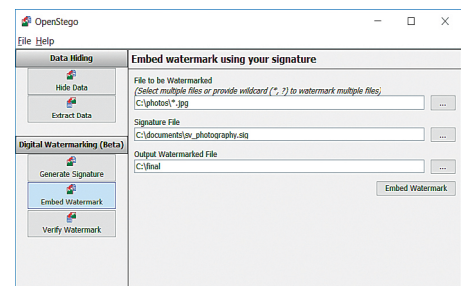 OpenStego
File Help
Data Hiding
Hide Data
Extract Data
Digital Watermarking (Beta)
Generate Signature
Embed Watermark
Verify Watermark
Embed watermark using your signature
File to be Watermarked
(Select multiple files or provide wildcard (*, ?) to watermark multiple files)
C:\photos\*.jpg
...
Signature File
C:\documents\sv_photography.sig
...
Output Watermarked File
C:\final
...
Embed Watermark